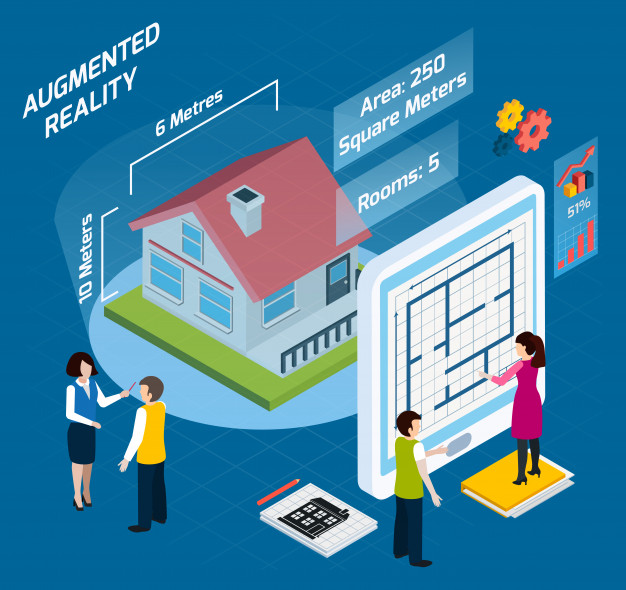 AUGMENTED
REALITY
6 Metres
10 Meters
Area: 250
Square Meters
Rooms: 5
51%